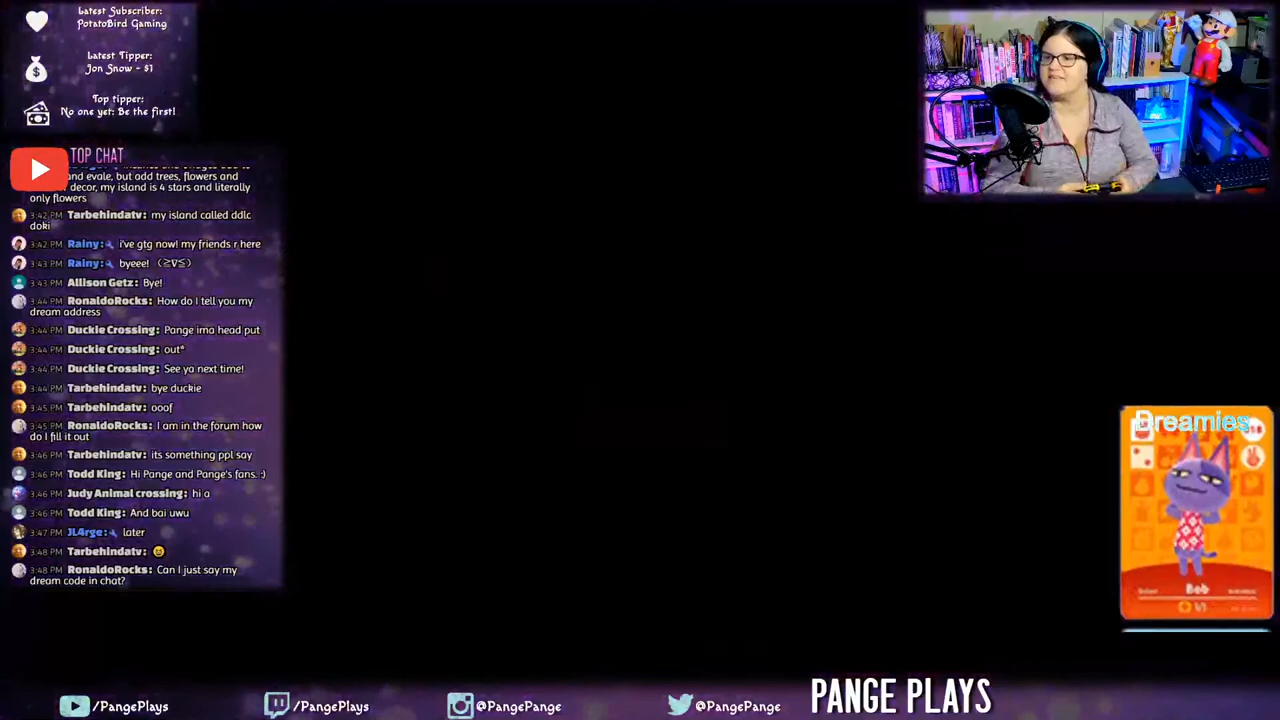 Latest Subscriber:
PotatoBird Gaming
Latest Tipper:
Jon Snow - $1
Top tipper:
No one yet: Be the first!
TOP CHAT
and evale, but add trees, flowers and
decor, my island is 4 stars and literally
only flowers
3:42 PM Tarbehindatv: my island called ddlc
doki
3:42 PM Rainy: i've gtg now! my friends r here
3:43 PM Rainy: byeee! (≥∇≤)
3:43 PM Allison Getz: Bye!
3:44 PM RonaldoRocks: How do I tell you my
dream address
3:44 PM Duckie Crossing: Pange ima head put
3:44 PM Duckie Crossing: out*
3:44 PM Duckie Crossing: See ya next time!
3:44 PM Tarbehindatv: bye duckie
3:45 PM Tarbehindatv: ooof
3:45 PM RonaldoRocks: I am in the forum how
do I fill it out
3:46 PM Tarbehindatv: its something ppl say
3:46 PM Todd King: Hi Pange and Pange's fans. :)
3:46 PM Judy Animal crossing: hi a
3:46 PM Todd King: And bai uwu
3:47 PM JL4rge: later
3:48 PM Tarbehindatv:
3:48 PM RonaldoRocks: Can I just say my
dream code in chat?
Dreamies
Bob
/PangePlays
/PangePlays
@PangePange
@PangePange
PANGE PLAYS